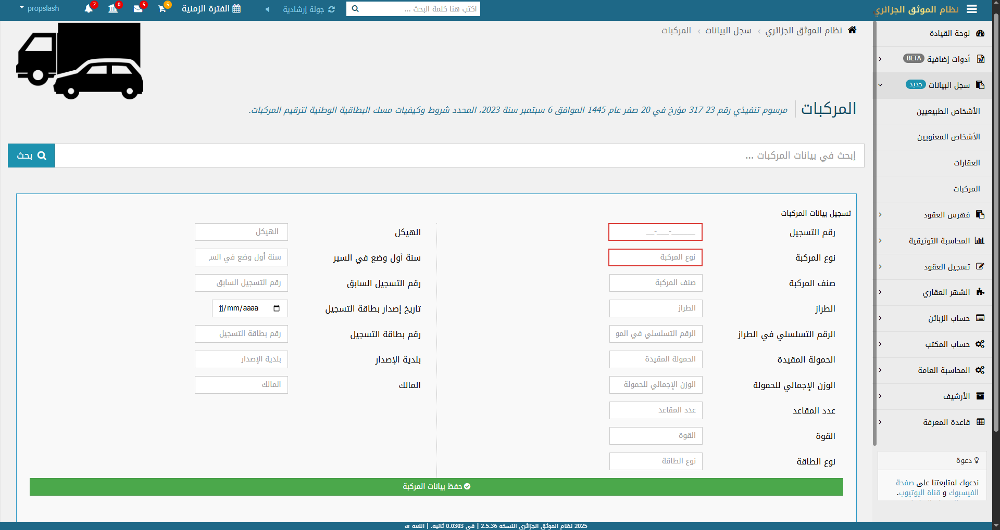 نظام الموثق الجزائري
اكتب هنا كلمة البحث ...
جولة إرشادية
الفترة الزمنية
5
5
0
7
propslash
لوحة القيادة
أدوات إضافية BETA
سجل البيانات جديد
الأشخاص الطبيعيين
الأشخاص المعنويين
العقارات
المركبات
فهرس العقود
المحاسبة التوثيقية
تسجيل العقود
الشهر العقاري
حساب الزبائن
حساب المكتب
المحاسبة العامة
الأرشيف
قاعدة المعرفة
دعوة
ندعوك لمتابعتنا على صفحة
الفيسبوك و قناة اليوتيوب.
نظام الموثق الجزائري › سجل البيانات › المركبات
المركبات
مرسوم تنفيذي رقم 23-317 مؤرخ في 20 صفر عام 1445 الموافق 6 سبتمبر سنة 2023، المحدد شروط وكيفيات مسك البطاقية الوطنية لترقيم المركبات.
إبحث في بيانات المركبات ...
بحث
تسجيل بيانات المركبات
رقم التسجيل
______-___-__
نوع المركبة
نوع المركبة
صنف المركبة
صنف المركبة
الطراز
الطراز
الرقم التسلسلي في الطراز
الرقم التسلسلي في المو
الحمولة المقيدة
الحمولة المقيدة
الوزن الإجمالي للحمولة
الوزن الإجمالي للحمولة
عدد المقاعد
عدد المقاعد
القوة
القوة
نوع الطاقة
نوع الطاقة
الهيكل
الهيكل
سنة أول وضع في السير
سنة أول وضع في السي
رقم التسجيل السابق
رقم التسجيل السابق
تاريخ إصدار بطاقة التسجيل
jj/mm/aaaa
رقم بطاقة التسجيل
رقم بطاقة التسجيل
بلدية الإصدار
بلدية الإصدار
المالك
المالك
حفظ بيانات المركبة
2025 نظام الموثق الجزائري النسخة 2.5.36 | في 0.0303 ثانية. | اللغة ar